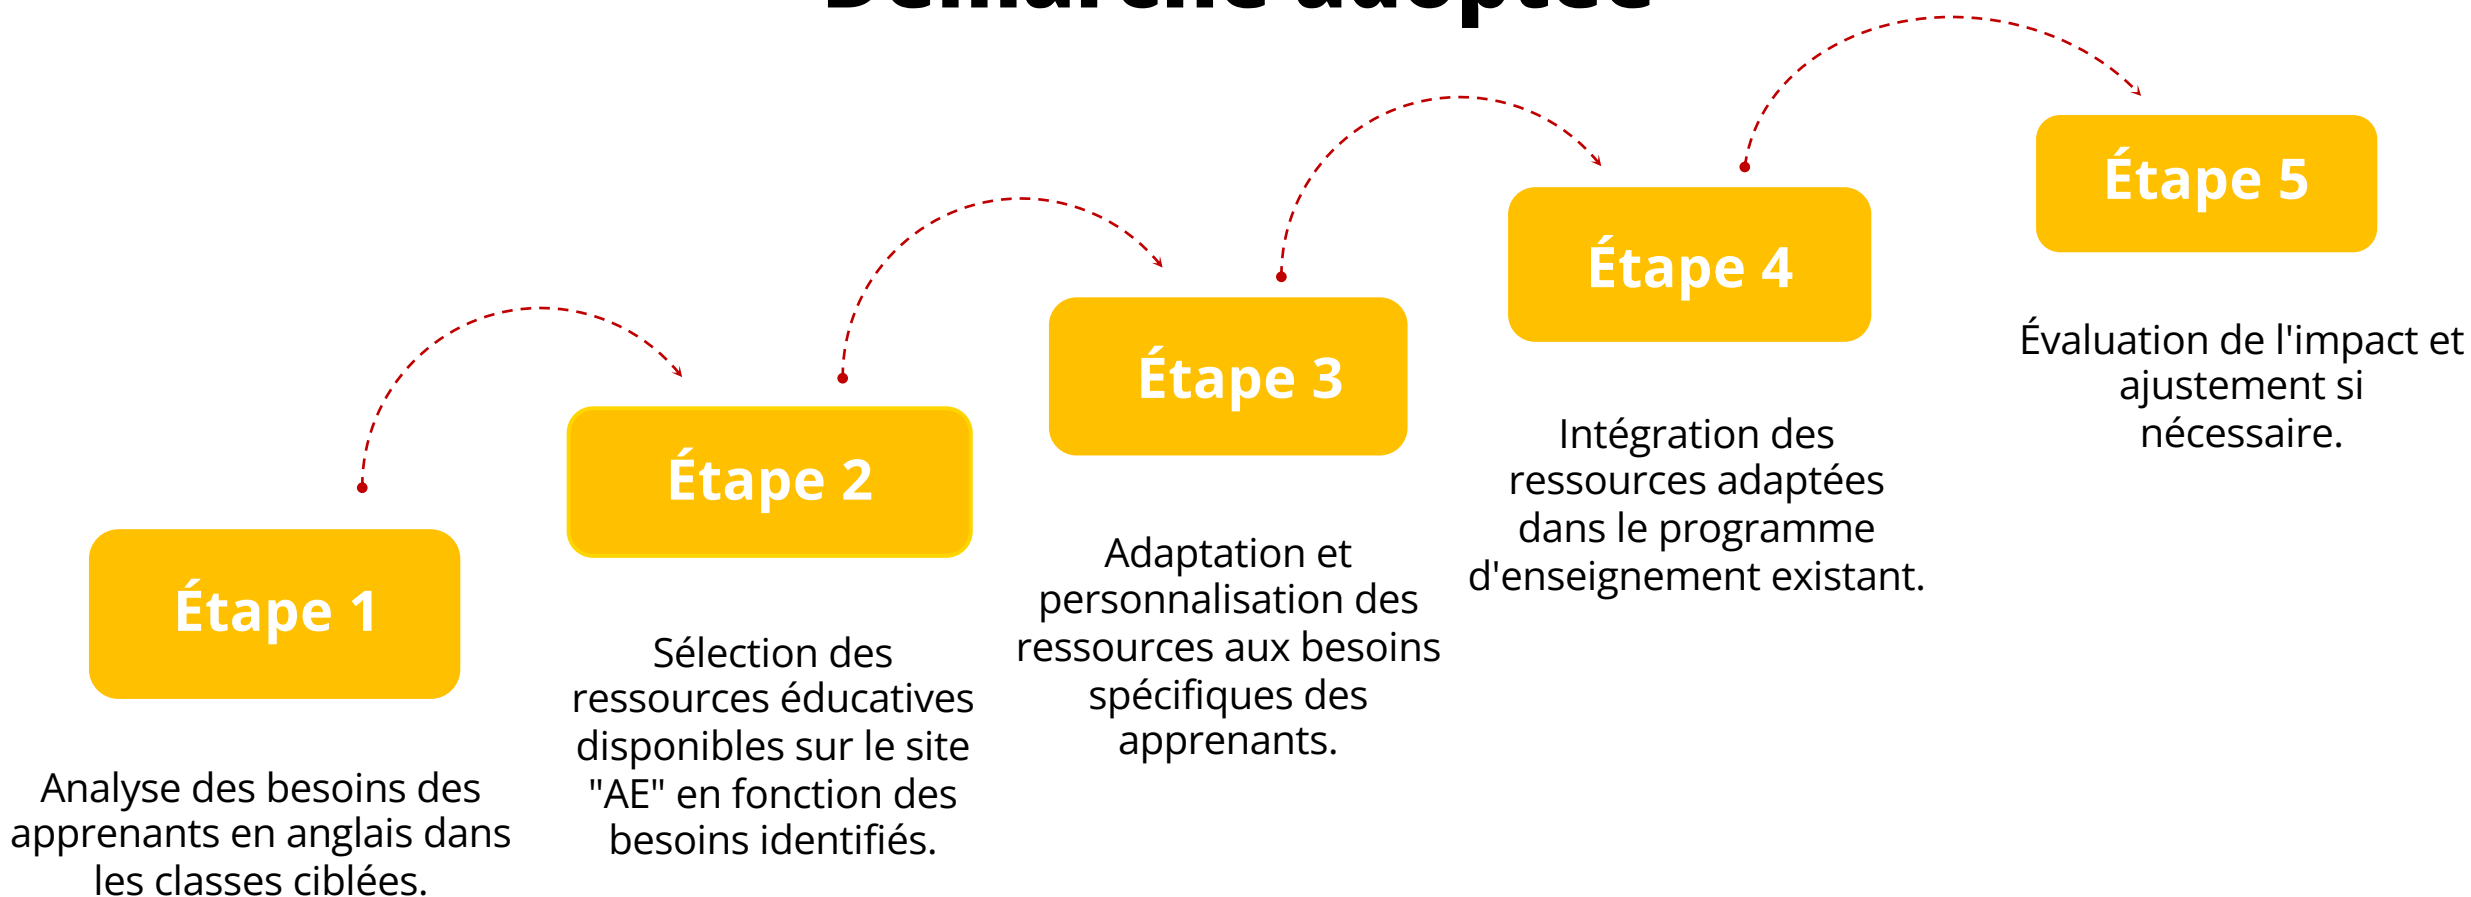 Démarche adoptée
Étape 1
Analyse des besoins des
apprenants en anglais dans
les classes ciblées.
Étape 2
Sélection des
ressources éducatives
disponibles sur le site
"AE" en fonction des
besoins identifiés.
Étape 3
Adaptation et
personnalisation des
ressources aux besoins
spécifiques des
apprenants.
Étape 4
Intégration des
ressources adaptées
dans le programme
d'enseignement existant.
Étape 5
Évaluation de l'impact et
ajustement si
nécessaire.